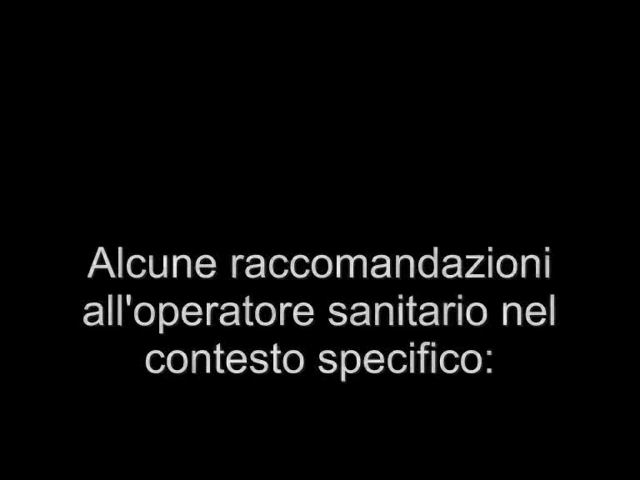 Alcune raccomandazioni
all'operatore sanitario nel
contesto specifico: